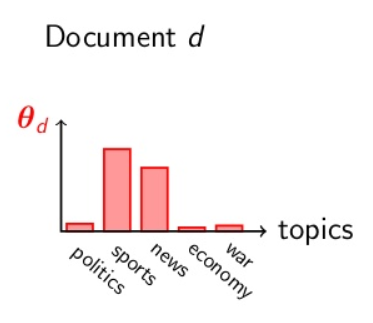 Document d
θd
topics
politics
sports
news
economy
war